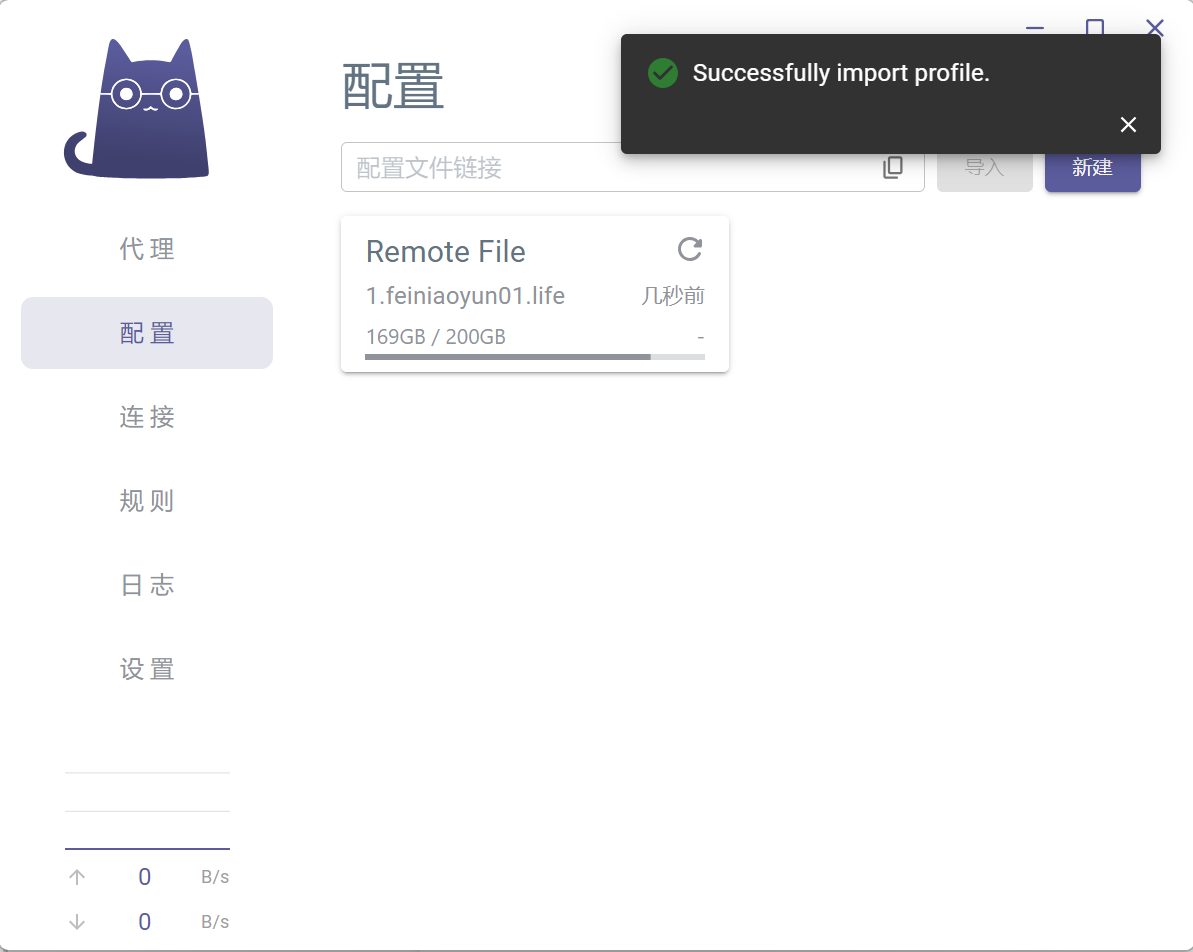 配置
Successfully import profile.
配置文件链接
导入
新建
Remote File
1.feiniaoyun01.life
几秒前
169GB / 200GB
-
代理
配置
连接
规则
日志
设置
0 B/s
0 B/s